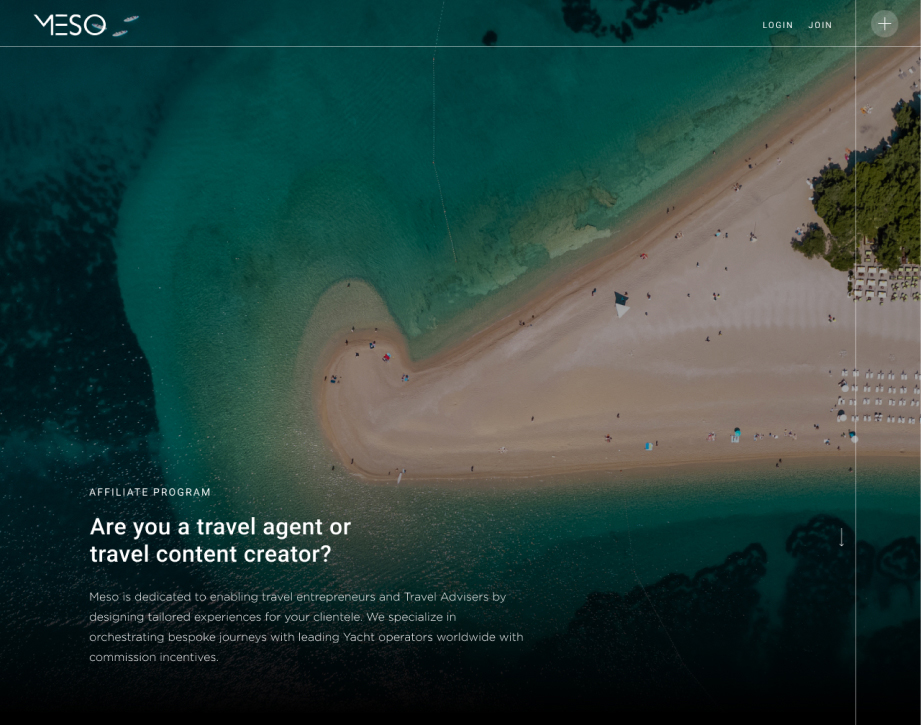 MESO
LOGIN JOIN
AFFILIATE PROGRAM
Are you a travel agent or
travel content creator?
Meso is dedicated to enabling travel entrepreneurs and Travel Advisers by
designing tailored experiences for your clientele. We specialize in
orchestrating bespoke journeys with leading Yacht operators worldwide with
commission incentives.